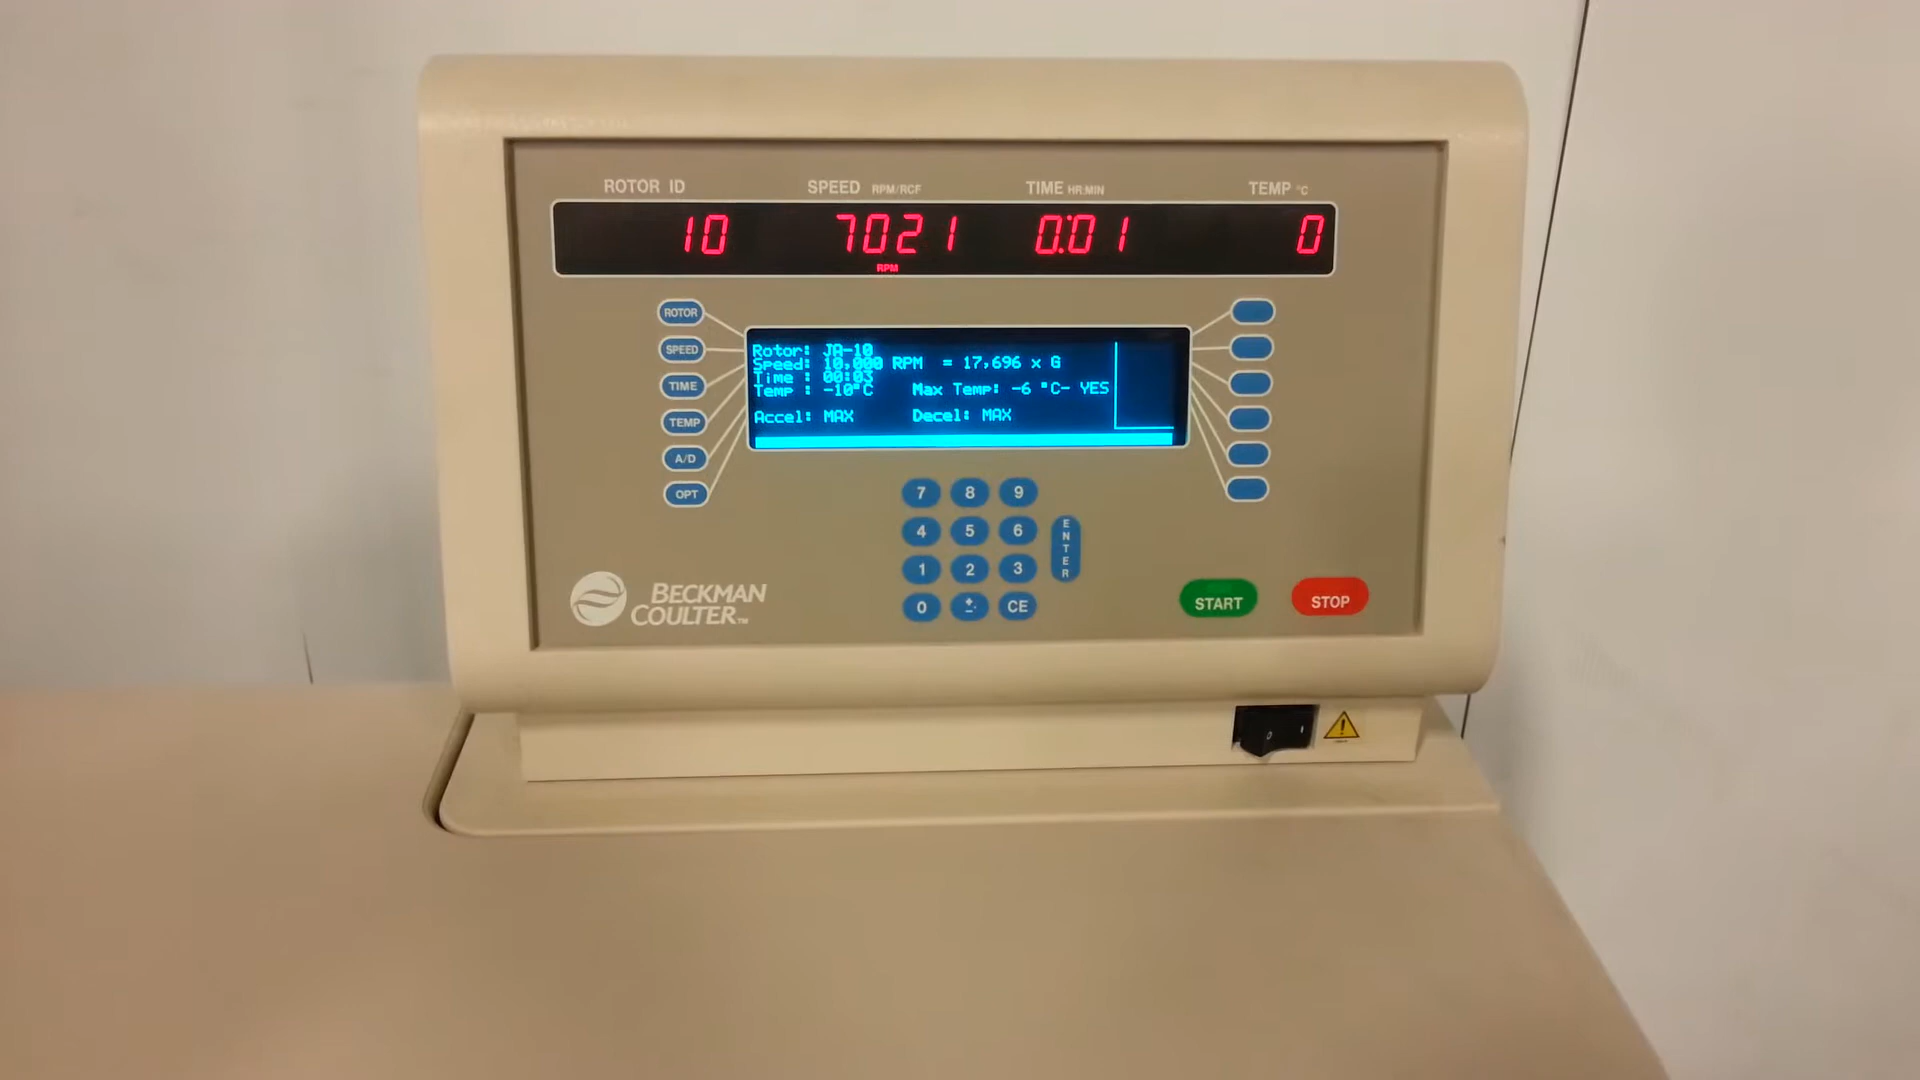 ROTOR ID SPEED RPM/RCF TIME HR:MIN TEMP °C
10 7021 0:01 0
RPM
ROTOR
SPEED
TIME
TEMP
A/D
OPT
Rotor: JA-10
Speed: 10,000 RPM = 17,696 x G
Time : 00:03
Temp : -10°C Max Temp: -6 °C- YES
Accel: MAX Decel: MAX
7 8 9
4 5 6
1 2 3
0 +-. CE
ENTER
BECKMAN
COULTER™
START STOP